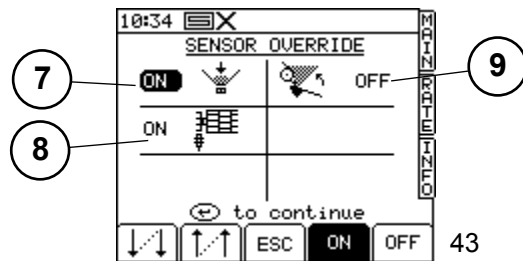 10:34
SENSOR OVERRIDE
7 ON OFF 9
8 ON
to continue
ESC ON OFF
MAIN
RATE
INFO
43